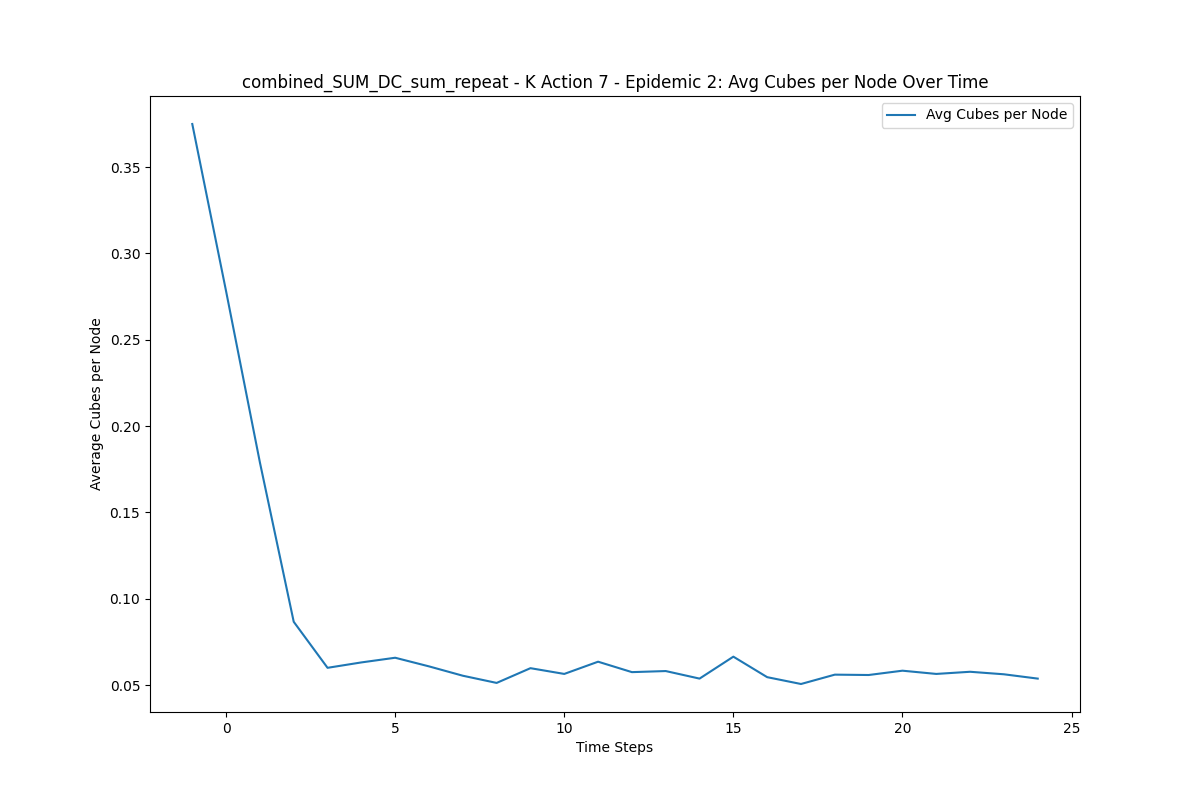 combined_SUM_DC_sum_repeat - K Action 7 - Epidemic 2: Avg Cubes per Node Over Time
Avg Cubes per Node
Average Cubes per Node
0.35
0.30
0.25
0.20
0.15
0.10
0.05
0 5 10 15 20 25
Time Steps